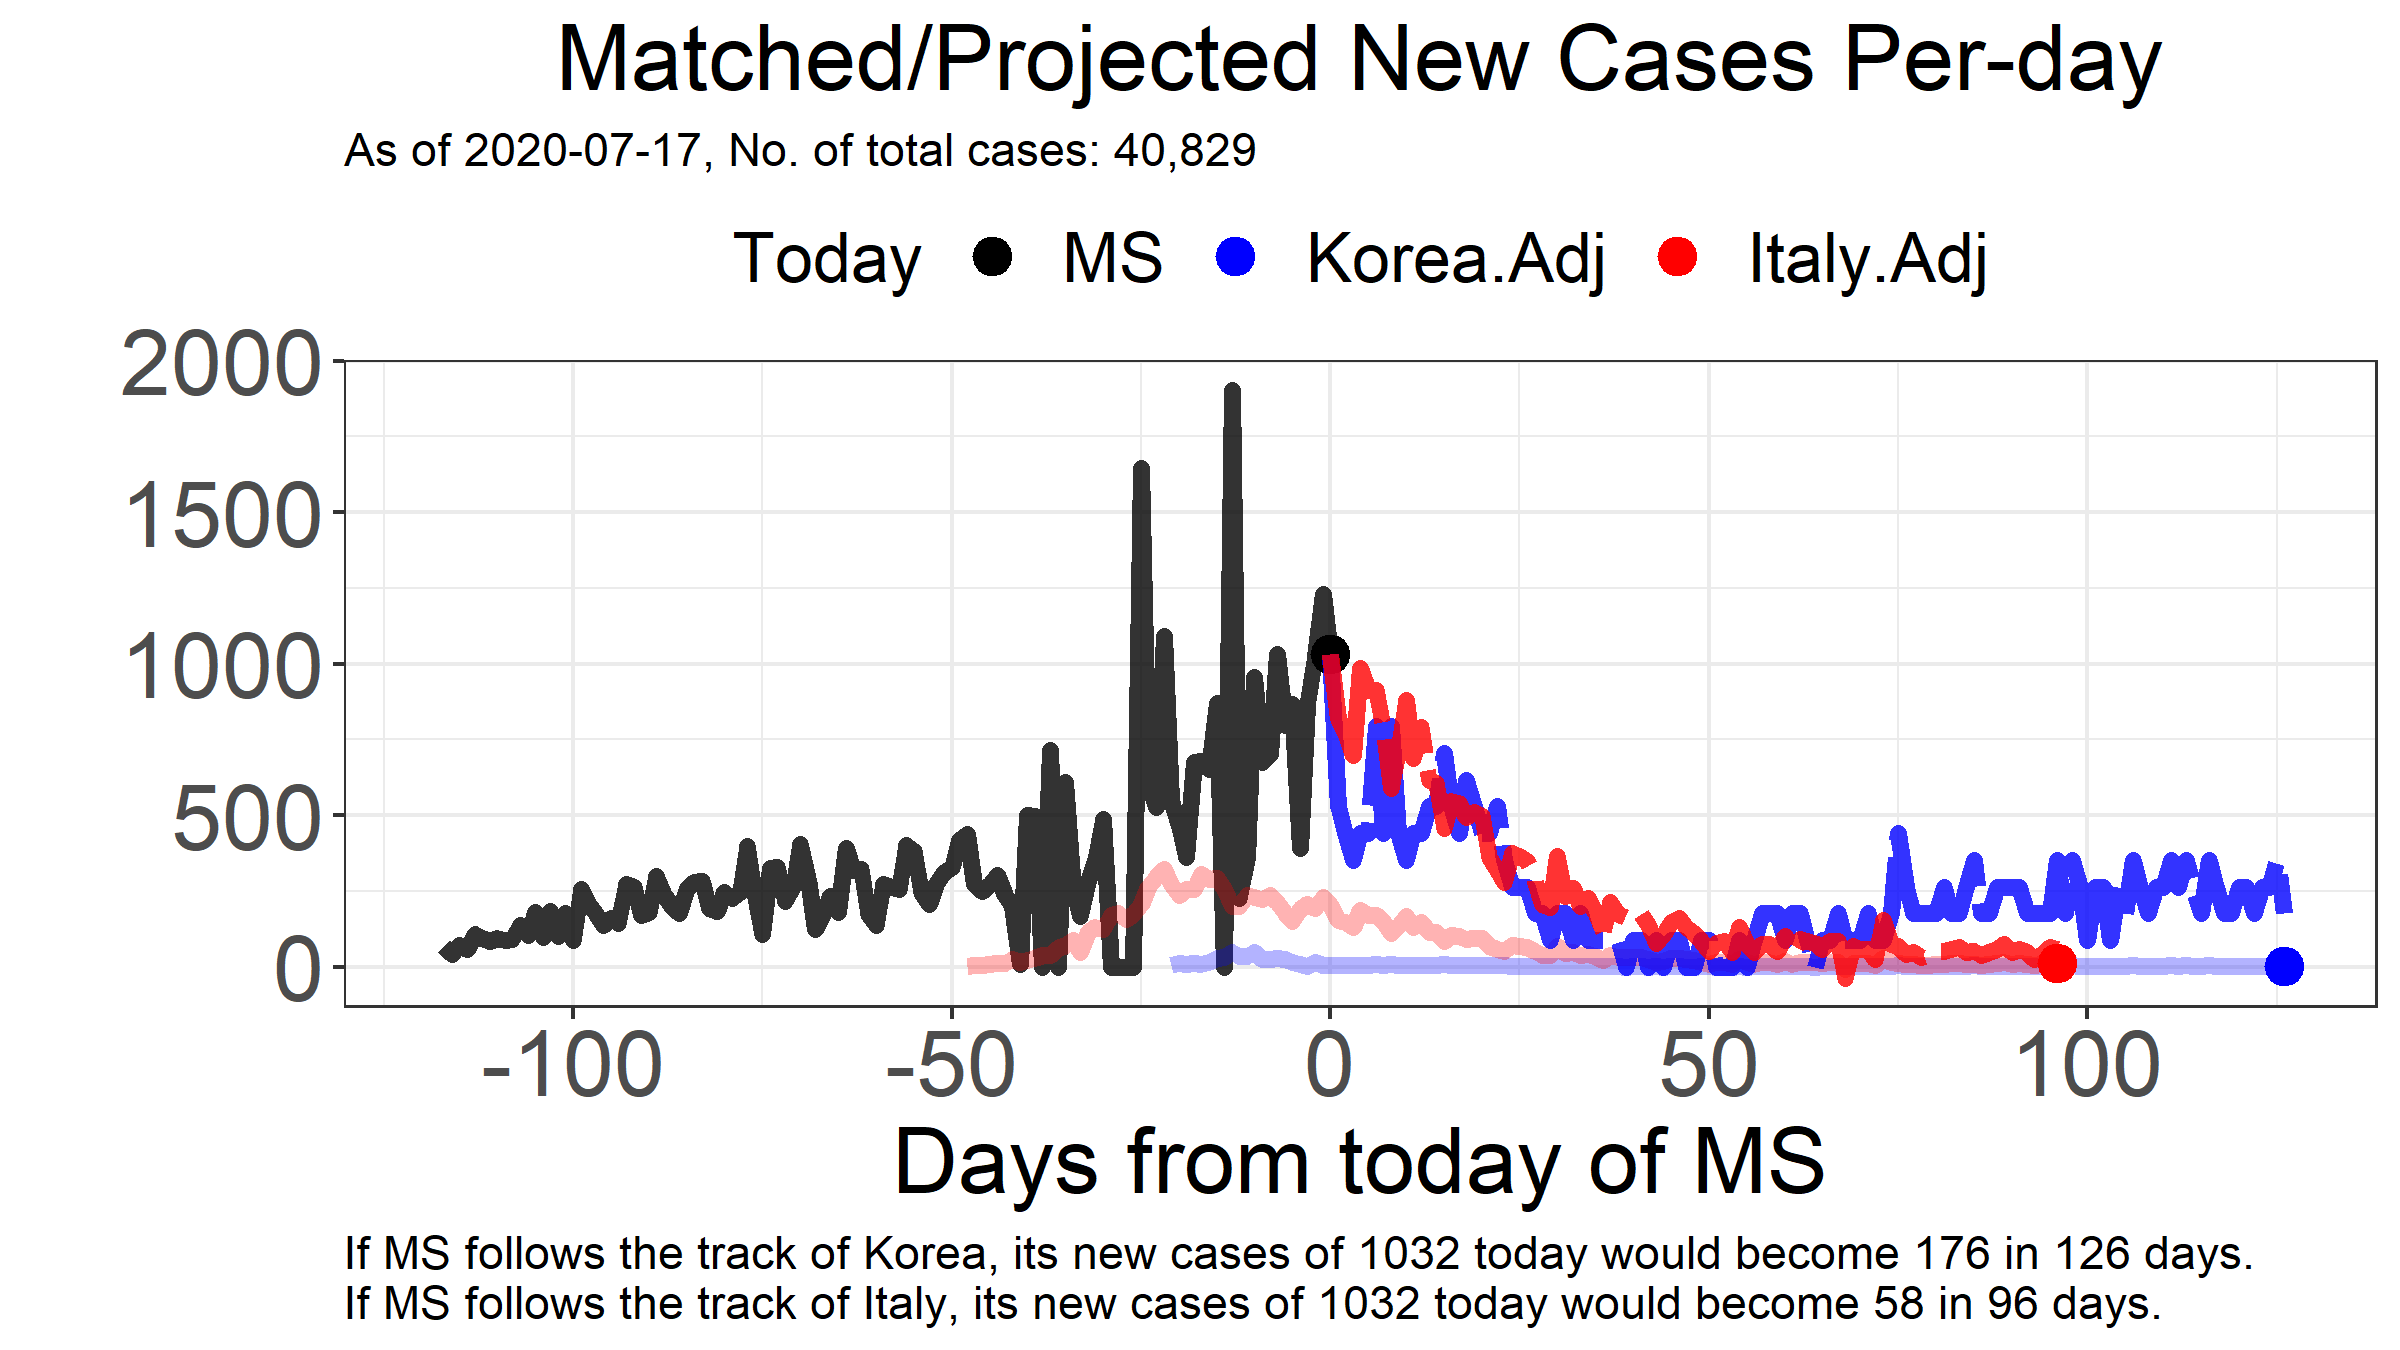 Matched/Projected New Cases Per-day
As of 2020-07-17, No. of total cases: 40,829
Today MS Korea.Adj Italy.Adj
2000
1500
1000
500
0
-100 -50 0 50 100
Days from today of MS
If MS follows the track of Korea, its new cases of 1032 today would become 176 in 126 days.
If MS follows the track of Italy, its new cases of 1032 today would become 58 in 96 days.